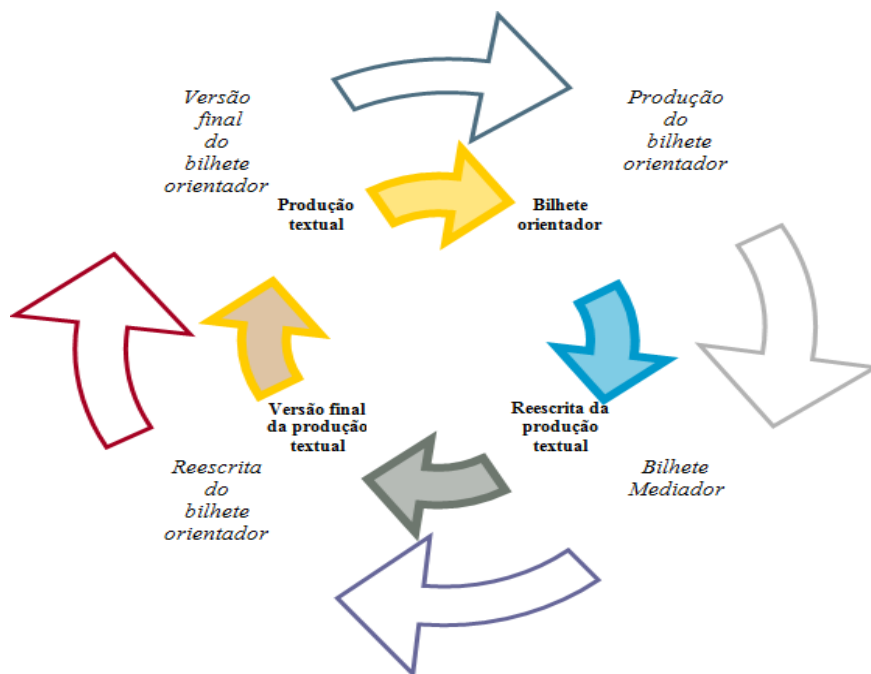 Versão
final
do
bilhete
orientador
Produção
do
bilhete
orientador
Produção
textual
Bilhete
orientador
Versão final
da produção
textual
Reescrita da
produção
textual
Reescrita
do
bilhete
orientador
Bilhete
Mediador